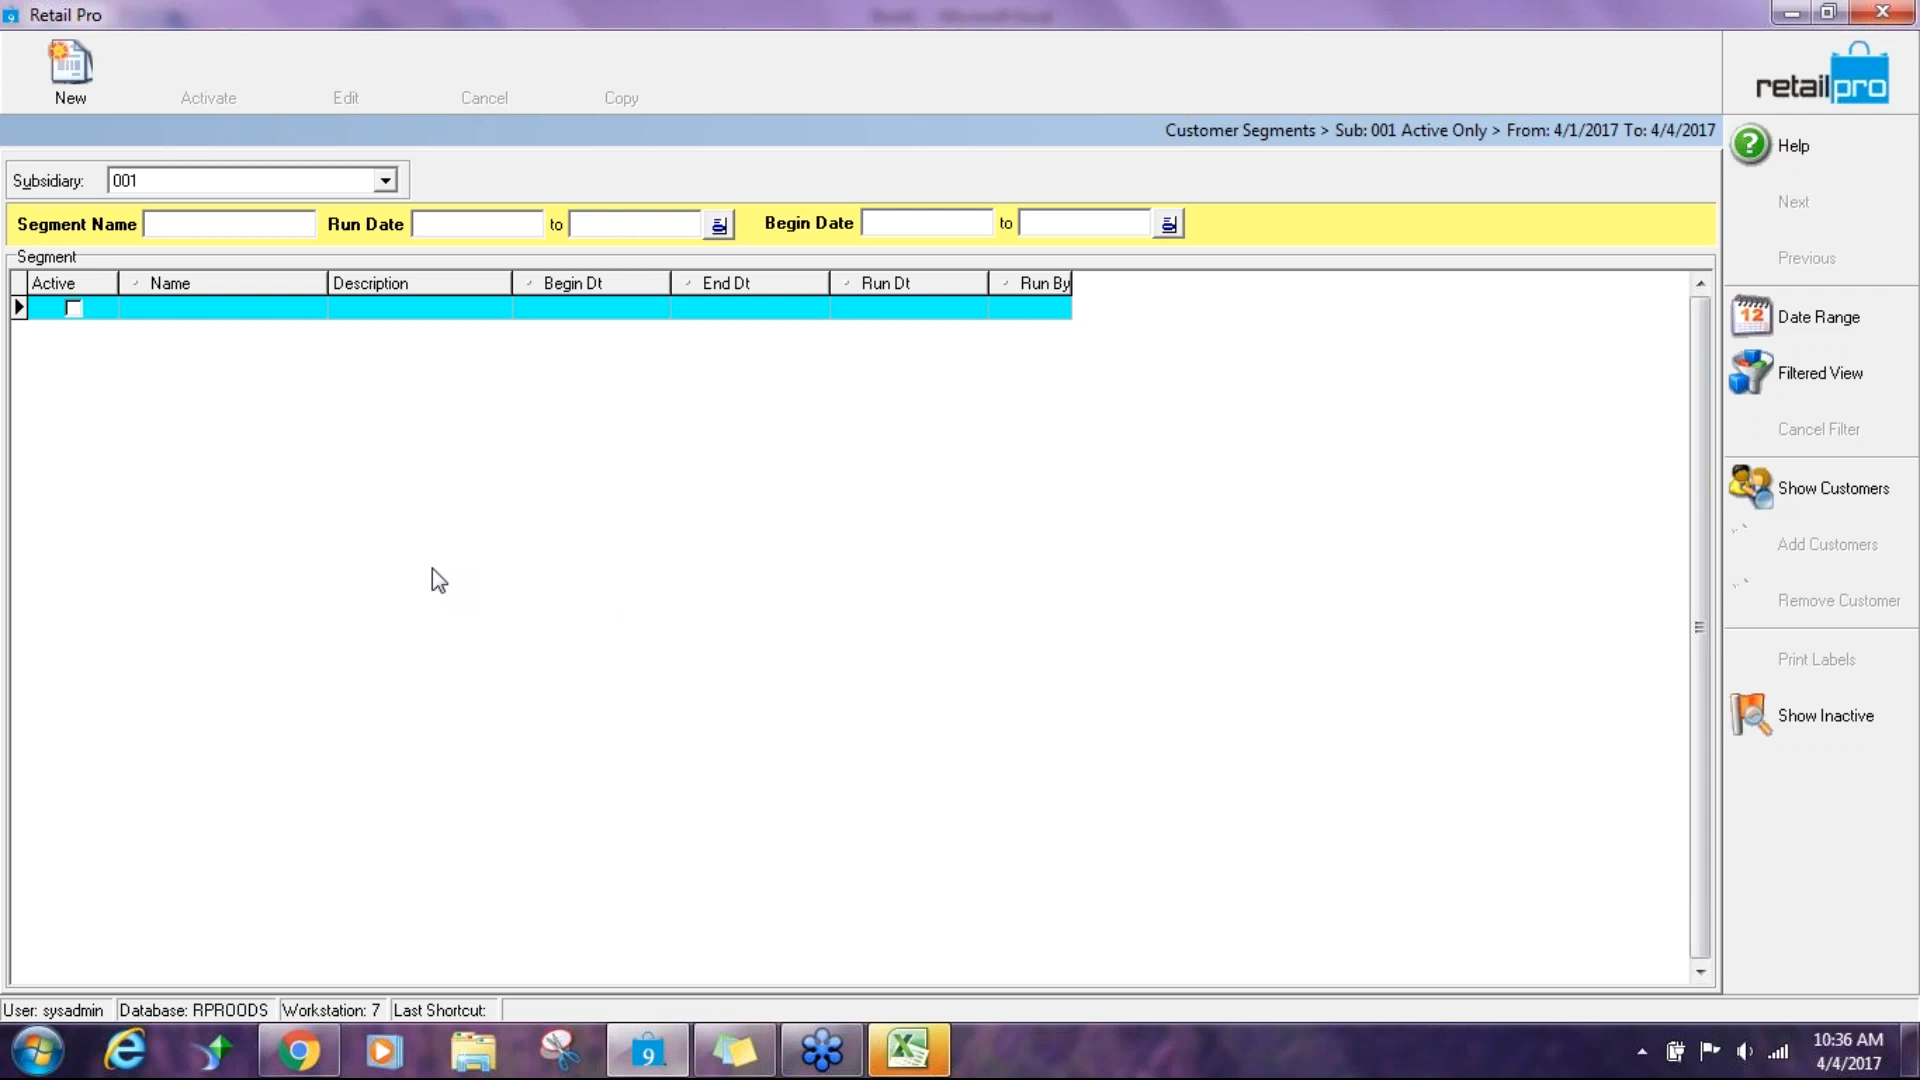 Retail Pro
New
Activate
Edit
Cancel
Copy
retailpro
Customer Segments > Sub: 001 Active Only > From: 4/1/2017 To: 4/4/2017
Subsidiary: 001
Segment Name
Run Date
to
Begin Date
to
Segment
Active
Name
Description
Begin Dt
End Dt
Run Dt
Run By
Help
Next
Previous
12
Date Range
Filtered View
Cancel Filter
Show Customers
Add Customers
Remove Customer
Print Labels
Show Inactive
User: sysadmin
Database: RPROODS
Workstation: 7
Last Shortcut:
9
10:36 AM
4/4/2017